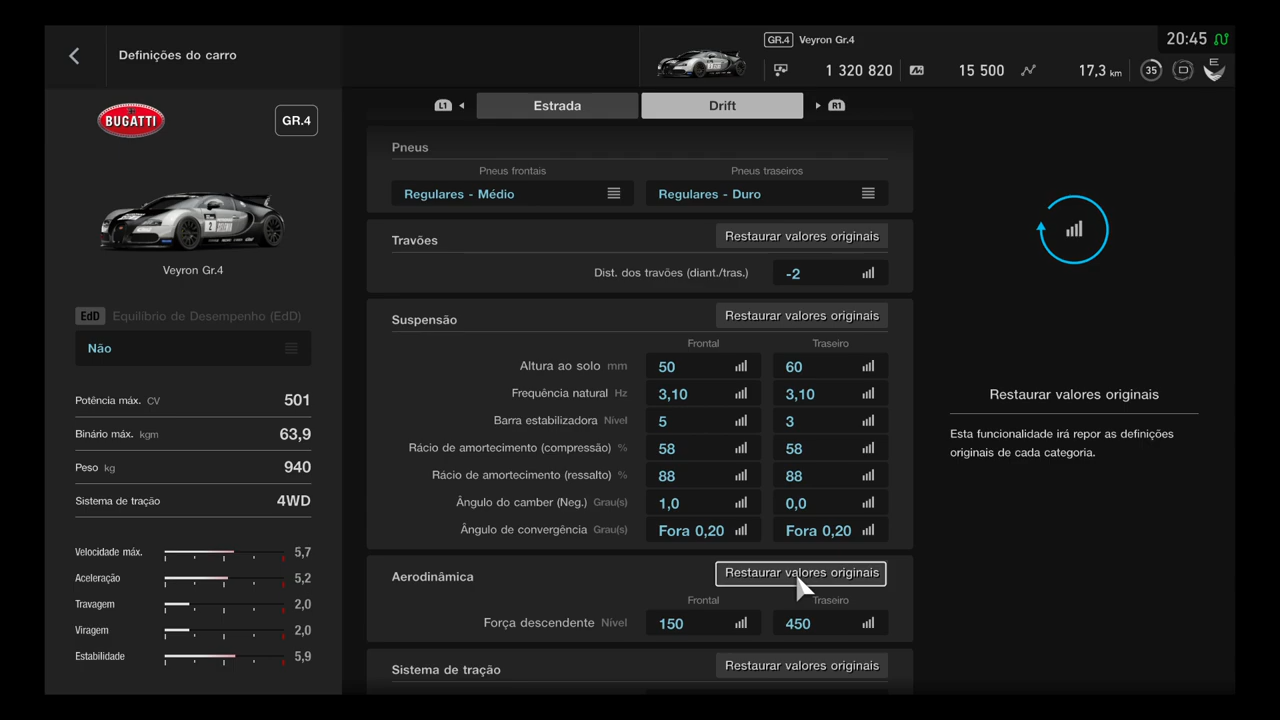 Definições do carro
GR.4 Veyron Gr.4
20:45
1 320 820
15 500
17,3 km
35
E
BUGATTI
GR.4
Veyron Gr.4
EdD Equilíbrio de Desempenho (EdD)
Não
Potência máx. CV 501
Binário máx. kgm 63,9
Peso kg 940
Sistema de tração 4WD
Velocidade máx. 5,7
Aceleração 5,2
Travagem 2,0
Viragem 2,0
Estabilidade 5,9
L1 Estrada Drift R1
Pneus
Pneus frontais Pneus traseiros
Regulares - Médio Regulares - Duro
Travões Restaurar valores originais
Dist. dos travões (diant./tras.) -2
Suspensão Restaurar valores originais
Frontal Traseiro
Altura ao solo mm 50 60
Frequência natural Hz 3,10 3,10
Barra estabilizadora Nível 5 3
Rácio de amortecimento (compressão) % 58 58
Rácio de amortecimento (ressalto) % 88 88
Ângulo do camber (Neg.) Grau(s) 1,0 0,0
Ângulo de convergência Grau(s) Fora 0,20 Fora 0,20
Aerodinâmica Restaurar valores originais
Frontal Traseiro
Força descendente Nível 150 450
Sistema de tração Restaurar valores originais
Restaurar valores originais
Esta funcionalidade irá repor as definições
originais de cada categoria.